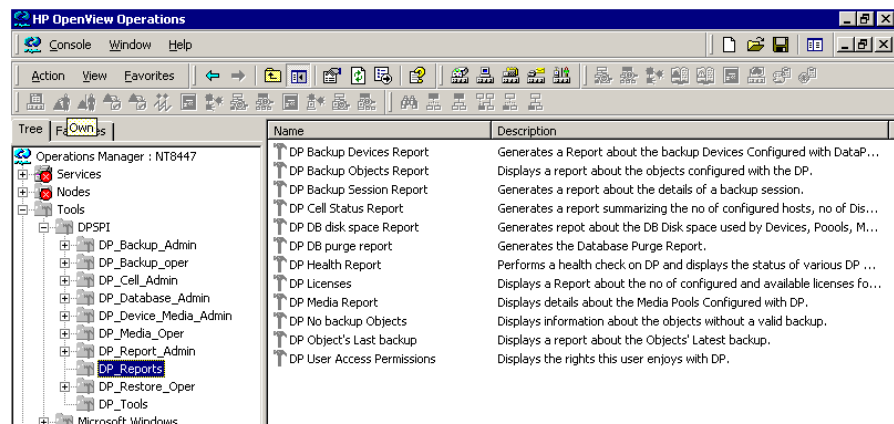 HP OpenView Operations
Console Window Help
Action View Favorites
Own
Tree
Name Description
Operations Manager : NT8447
Services
Nodes
Tools
DPSPI
DP_Backup_Admin
DP_Backup_oper
DP_Cell_Admin
DP_Database_Admin
DP_Device_Media_Admin
DP_Media_Oper
DP_Report_Admin
DP_Reports
DP_Restore_Oper
DP_Tools
Microsoft Windows
DP Backup Devices Report Generates a Report about the backup Devices Configured with DataP...
DP Backup Objects Report Displays a report about the objects configured with the DP.
DP Backup Session Report Generates a report about the details of a backup session.
DP Cell Status Report Generates a report summarizing the no of configured hosts, no of Dis...
DP DB disk space Report Generates repot about the DB Disk space used by Devices, Poools, M...
DP DB purge report Generates the Database Purge Report.
DP Health Report Performs a health check on DP and displays the status of various DP ...
DP Licenses Displays a Report about the no of configured and available licenses fo...
DP Media Report Displays details about the Media Pools Configured with DP.
DP No backup Objects Displays information about the objects without a valid backup.
DP Object's Last backup Displays a report about the Objects' Latest backup.
DP User Access Permissions Displays the rights this user enjoys with DP.